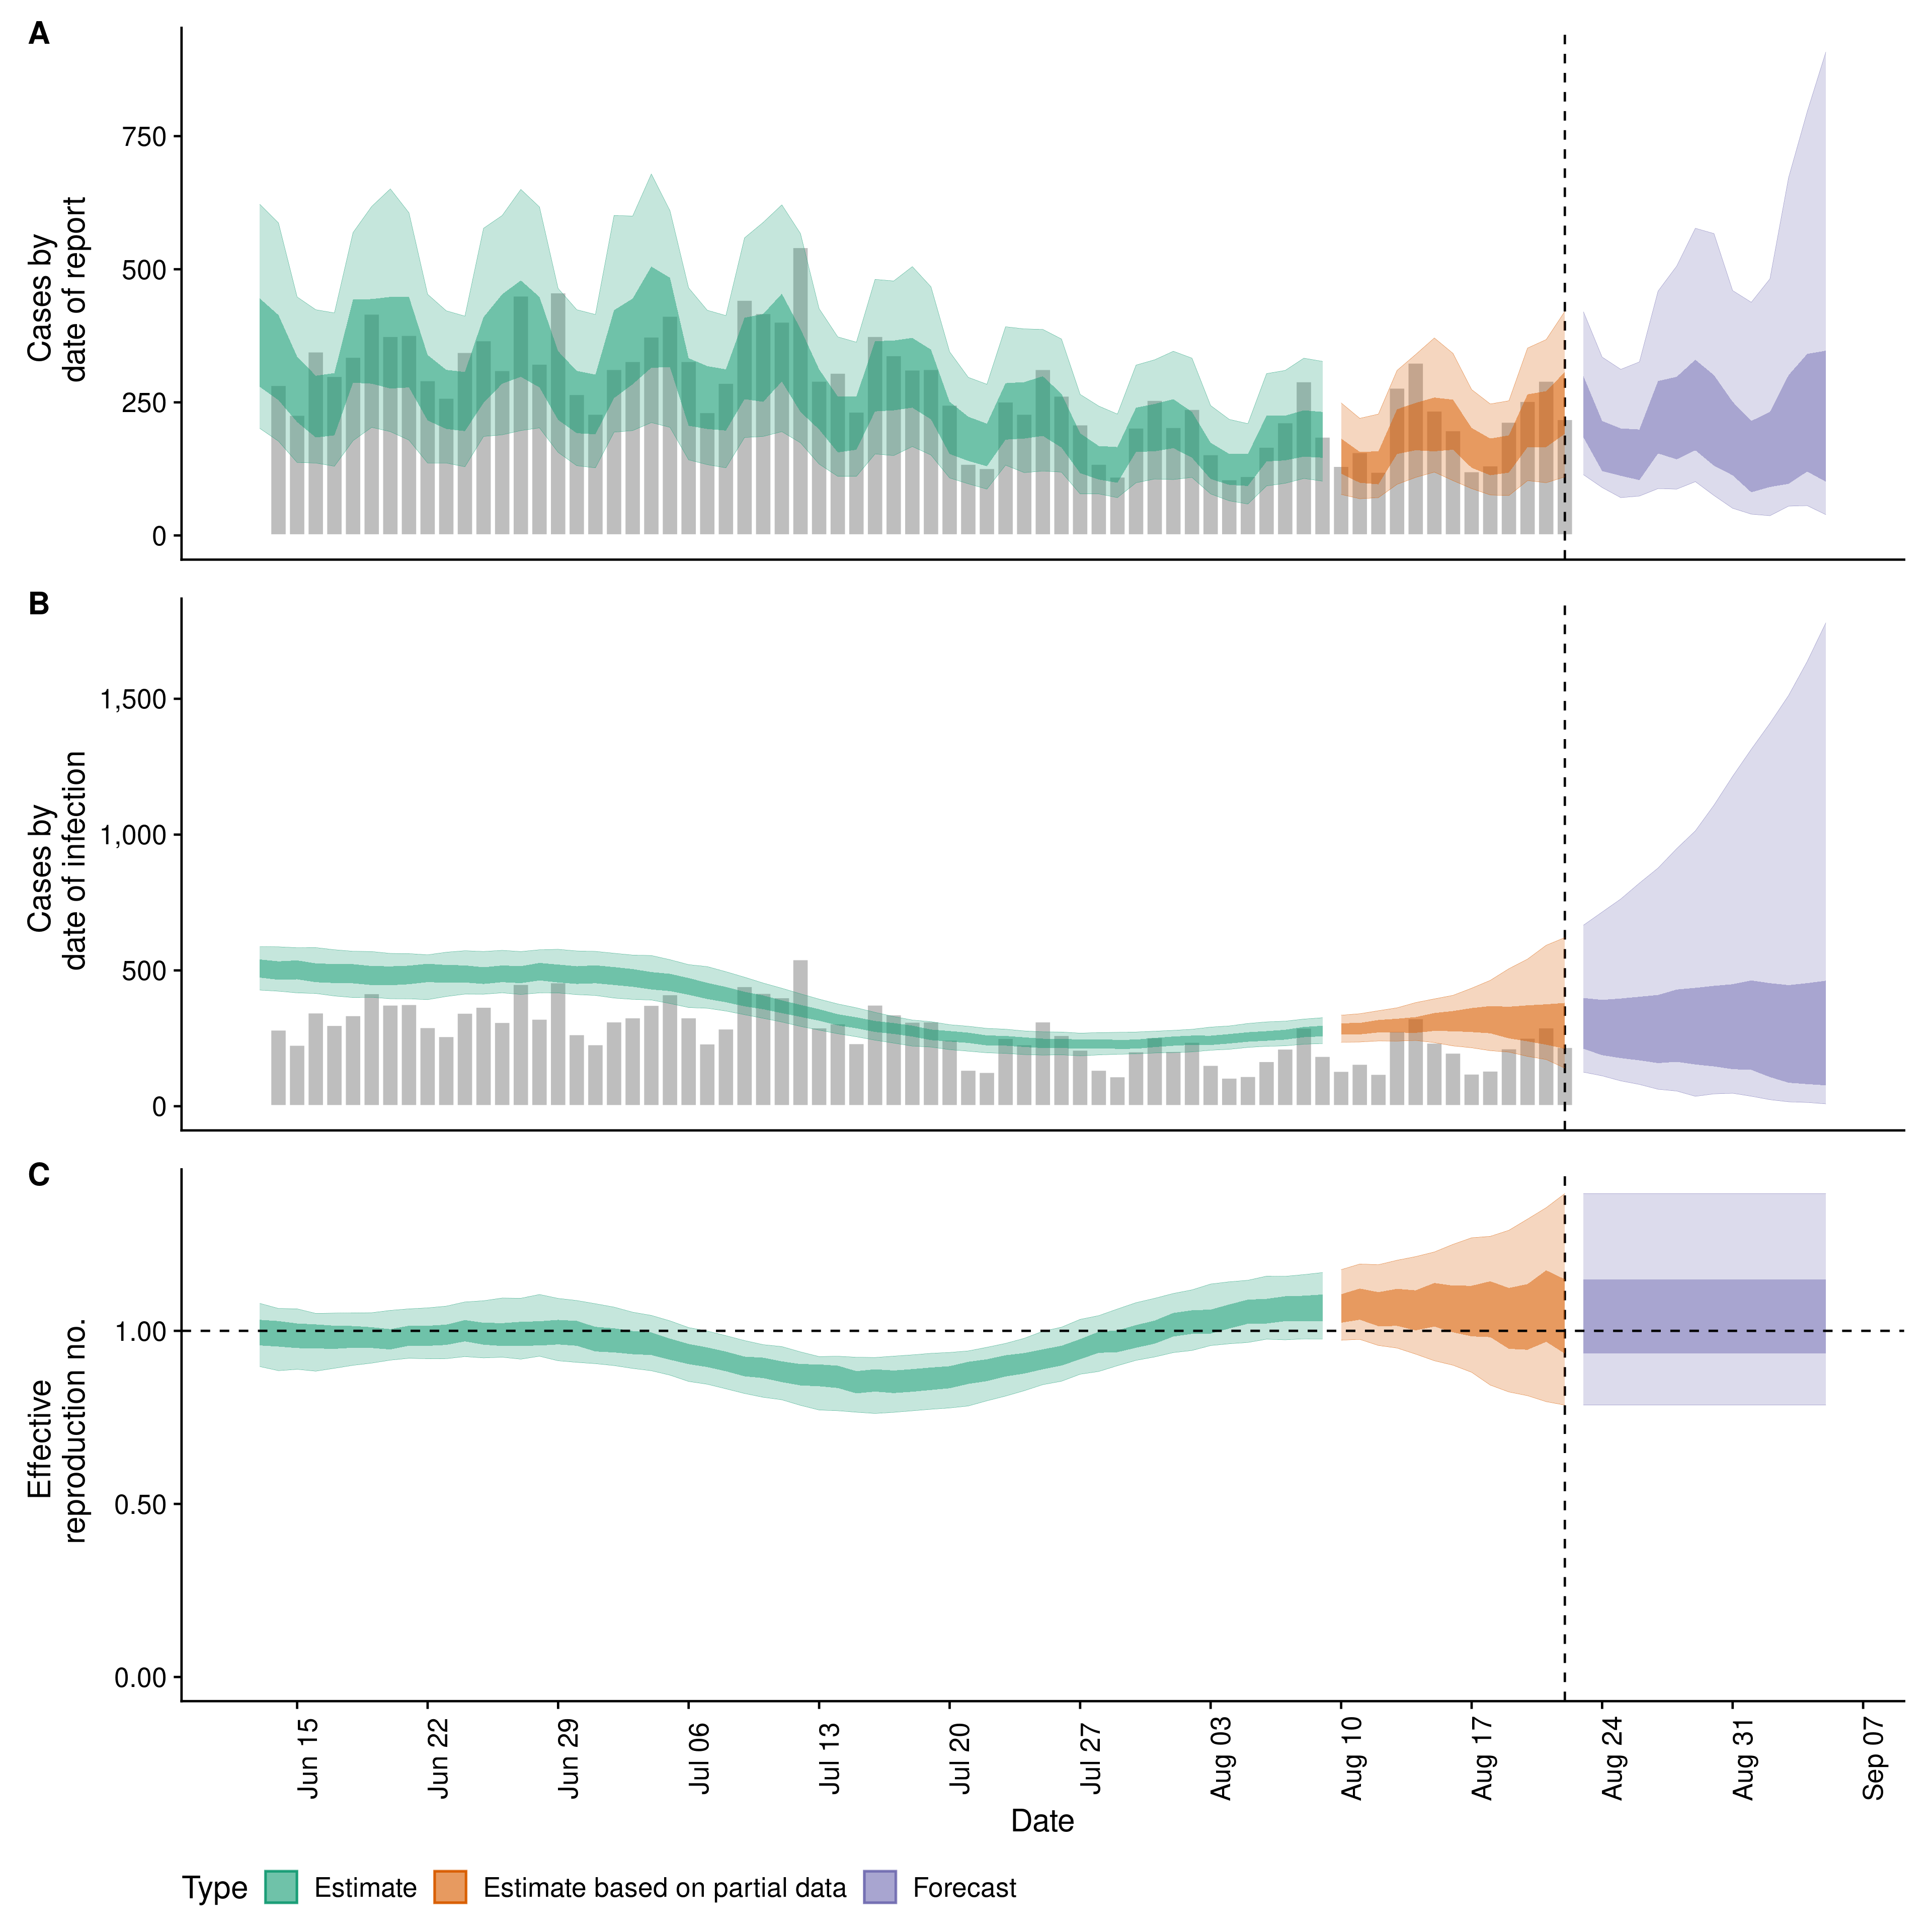 A
Cases by
date of report
750
500
250
0
B
Cases by
date of infection
1,500
1,000
500
0
C
Effective
reproduction no.
1.00
0.50
0.00
Jun 15
Jun 22
Jun 29
Jul 06
Jul 13
Jul 20
Jul 27
Aug 03
Aug 10
Aug 17
Aug 24
Aug 31
Sep 07
Date
Type Estimate Estimate based on partial data Forecast